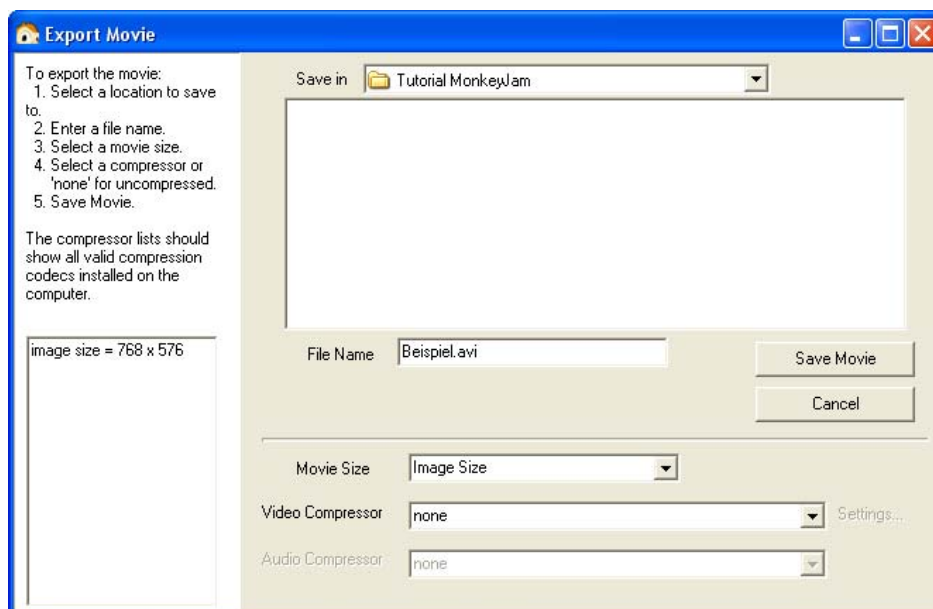 Export Movie
To export the movie:
1. Select a location to save
to.
2. Enter a file name.
3. Select a movie size.
4. Select a compressor or
'none' for uncompressed.
5. Save Movie.
The compressor lists should
show all valid compression
codecs installed on the
computer.
image size = 768 x 576
Save in Tutorial MonkeyJam
File Name Beispiel.avi
Save Movie
Cancel
Movie Size Image Size
Video Compressor none Settings...
Audio Compressor none